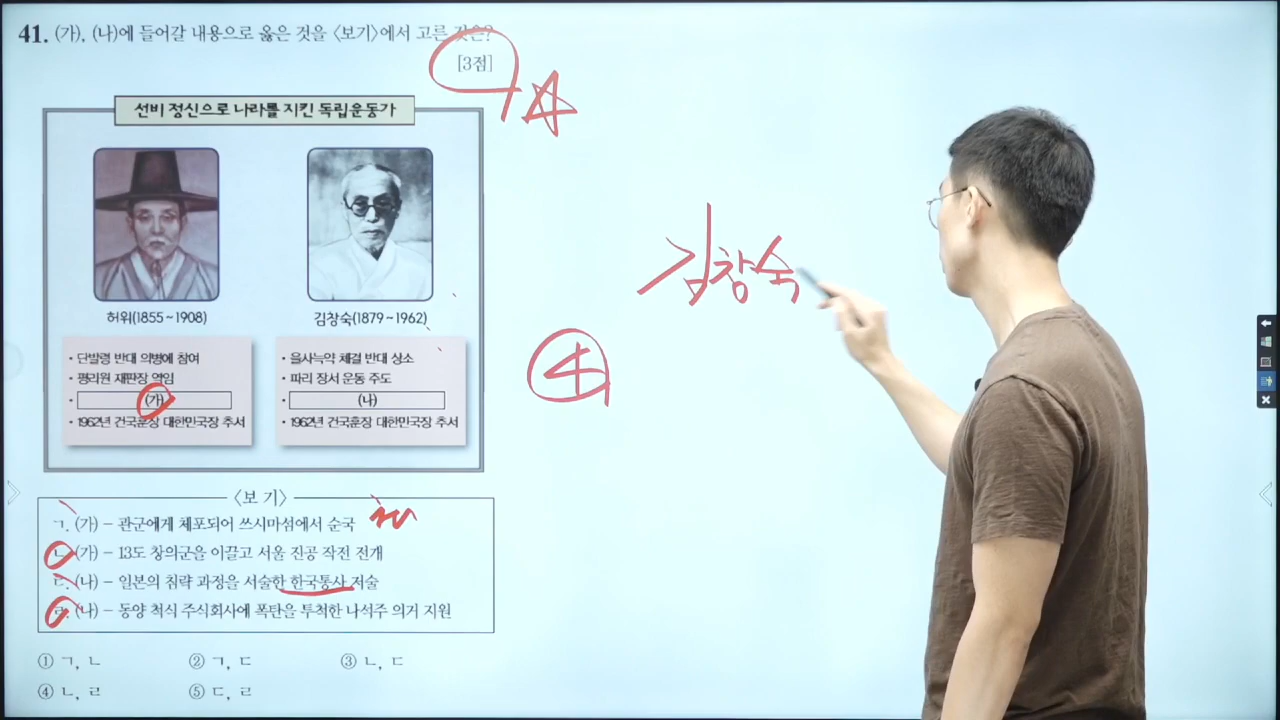 41. (가), (나)에 들어갈 내용으로 옳은 것을 <보기>에서 고른 것은?
[3점]
선비 정신으로 나라를 지킨 독립운동가
허위(1855~1908)
• 단발령 반대 의병에 참여
• 평리원 재판장 역임
• (가)
• 1962년 건국훈장 대한민국장 추서
김창숙(1879~1962)
• 을사늑약 체결 반대 상소
• 파리 장서 운동 주도
• (나)
• 1962년 건국훈장 대한민국장 추서
<보 기>
ㄱ. (가) - 관군에게 체포되어 쓰시마섬에서 순국
ㄴ. (가) - 13도 창의군을 이끌고 서울 진공 작전 전개
ㄷ. (나) - 일본의 침략 과정을 서술한 한국통사 저술
ㄹ. (나) - 동양 척식 주식회사에 폭탄을 투척한 나석주 의거 지원
① ㄱ, ㄴ
② ㄱ, ㄷ
③ ㄴ, ㄷ
④ ㄴ, ㄹ
⑤ ㄷ, ㄹ
김창숙
④